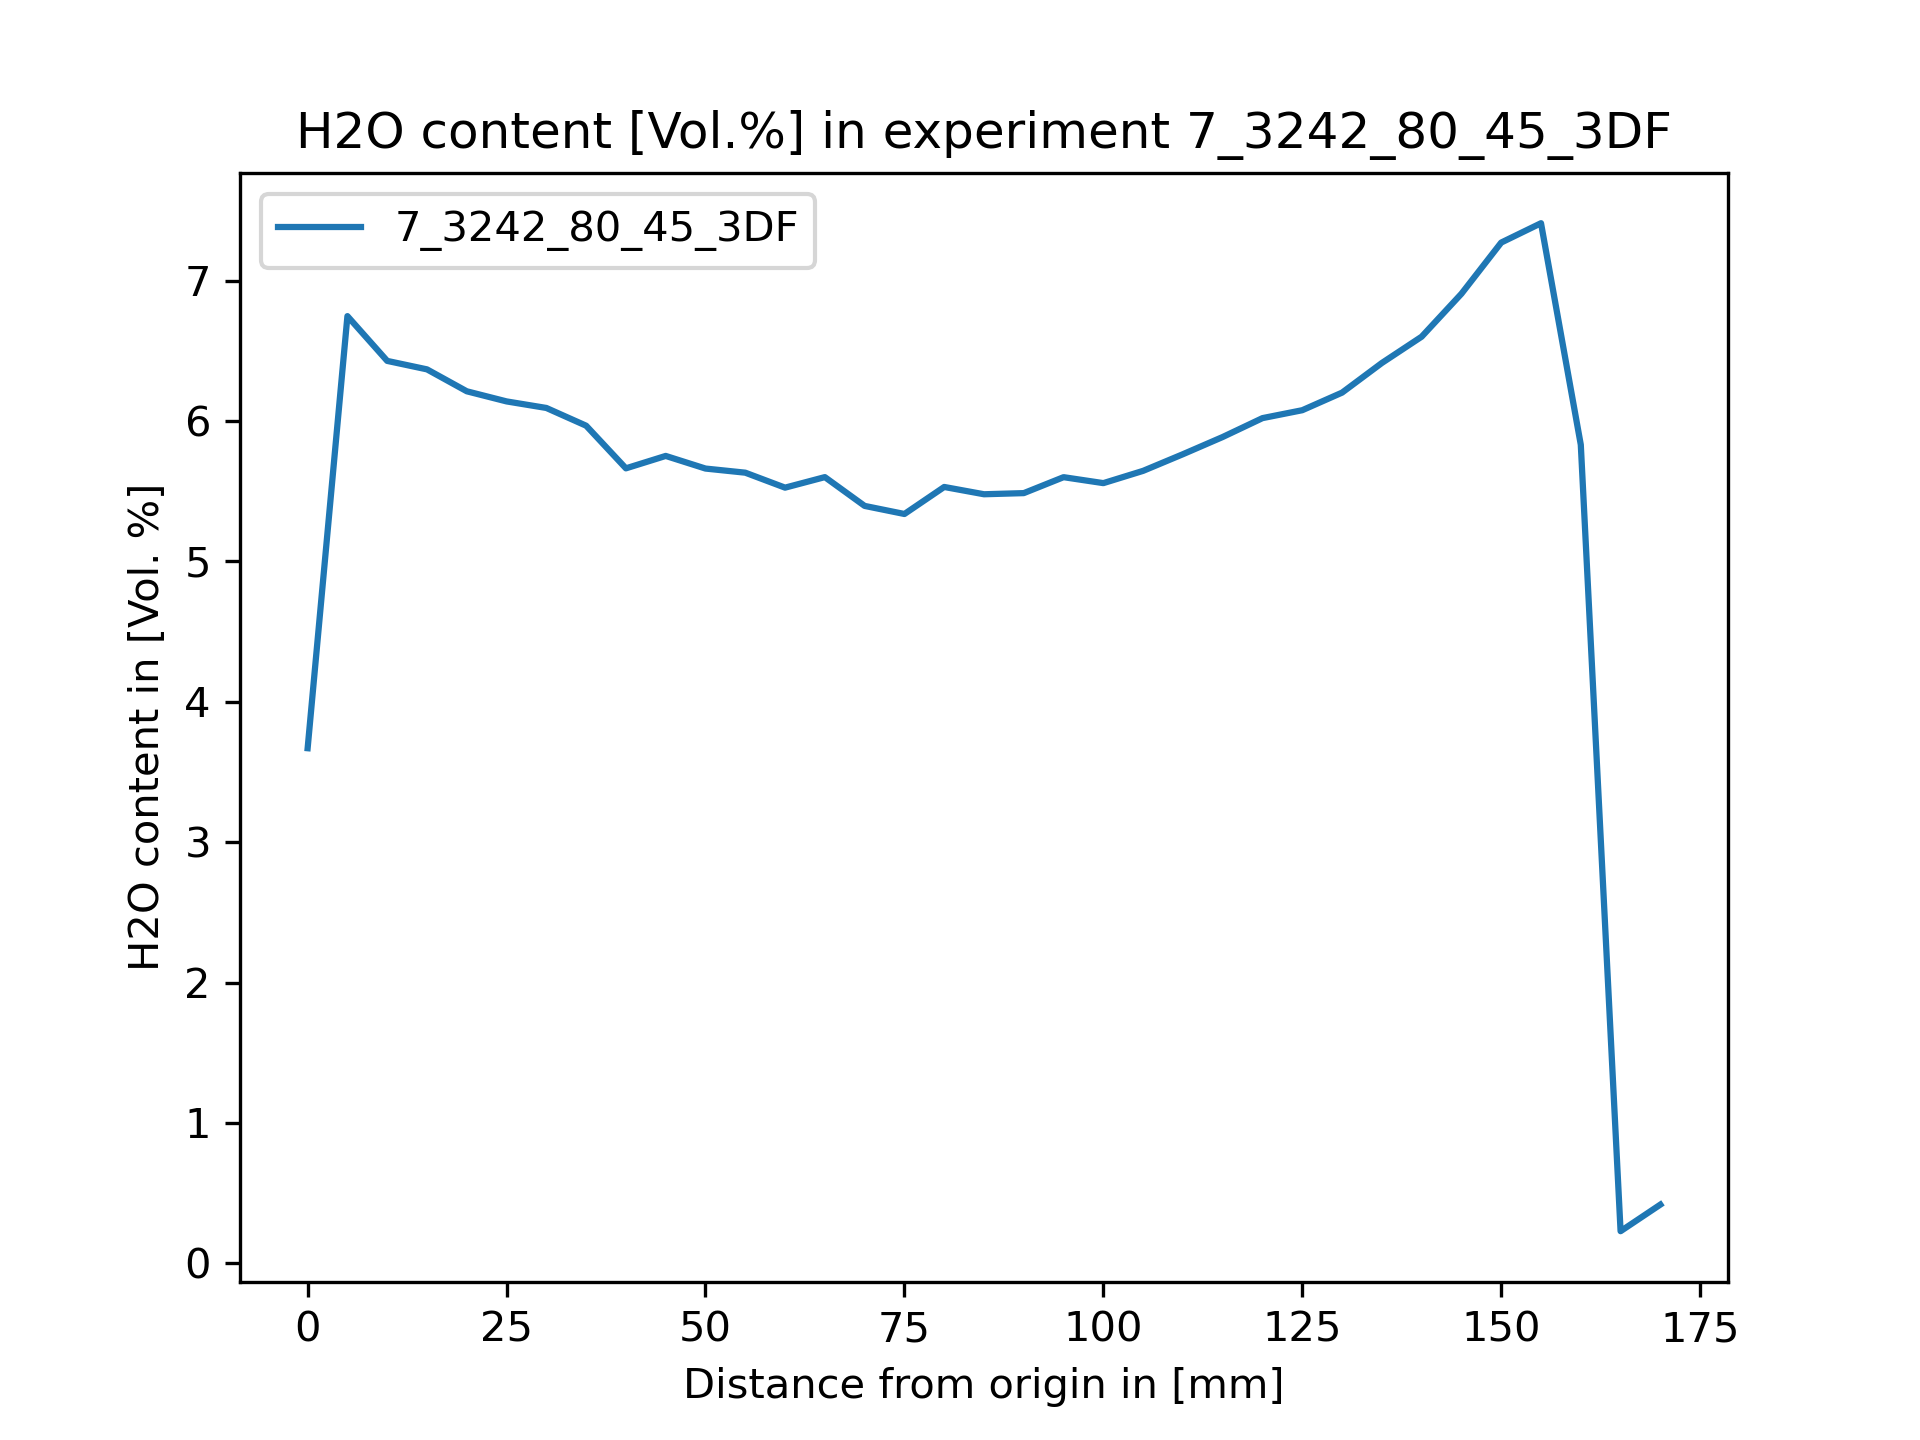 H2O content [Vol.%] in experiment 7_3242_80_45_3DF
7_3242_80_45_3DF
H2O content in [Vol. %]
7
6
5
4
3
2
1
0
0 25 50 75 100 125 150 175
Distance from origin in [mm]